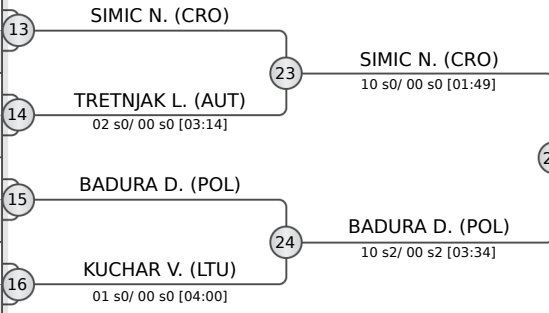 SIMIC N. (CRO)
13
23
SIMIC N. (CRO)
10 s0/ 00 s0 [01:49]
14
TRETNJAK L. (AUT)
02 s0/ 00 s0 [03:14]
15
BADURA D. (POL)
24
BADURA D. (POL)
10 s2/ 00 s2 [03:34]
16
KUCHAR V. (LTU)
01 s0/ 00 s0 [04:00]